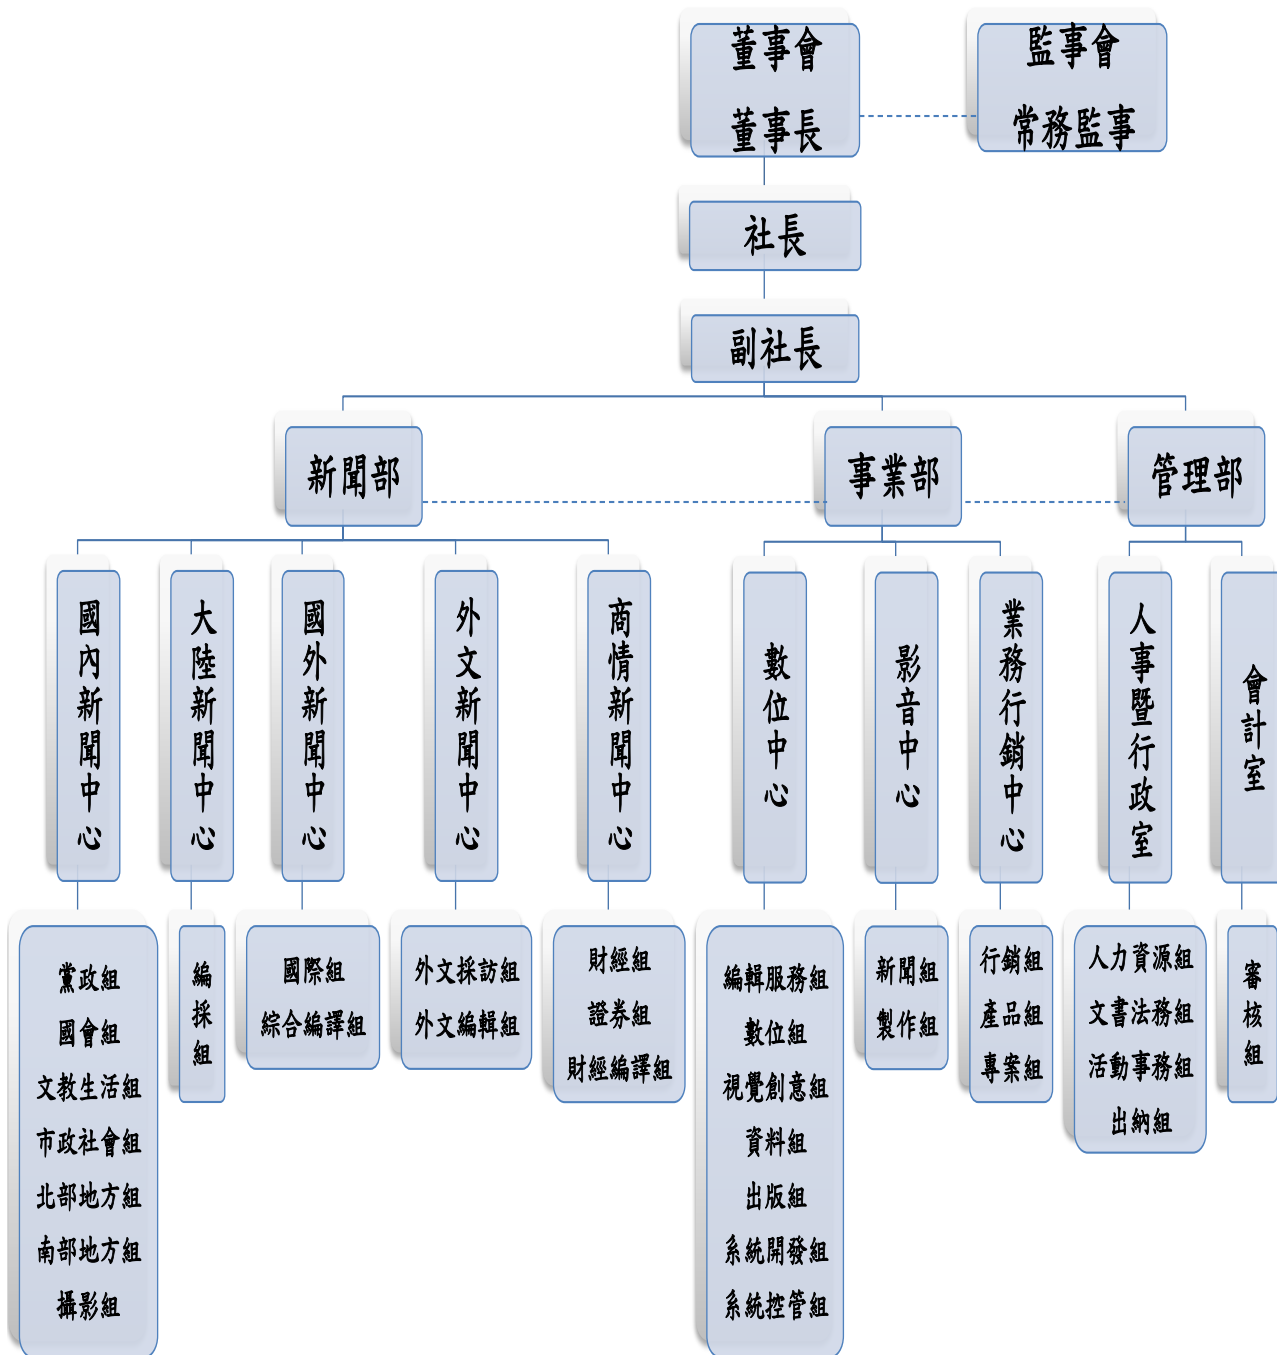 董事會
董事長
監事會
常務監事
社長
副社長
新聞部
事業部
管理部
國內新聞中心
大陸新聞中心
國外新聞中心
外文新聞中心
商情新聞中心
數位中心
影音中心
業務行銷中心
人事暨行政室
會計室
黨政組
國會組
文教生活組
市政社會組
北部地方組
南部地方組
攝影組
編採組
國際組
綜合編譯組
外文採訪組
外文編輯組
財經組
證券組
財經編譯組
編輯服務組
數位組
視覺創意組
資料組
出版組
系統開發組
系統控管組
新聞組
製作組
行銷組
產品組
專案組
人力資源組
文書法務組
活動事務組
出納組
審核組